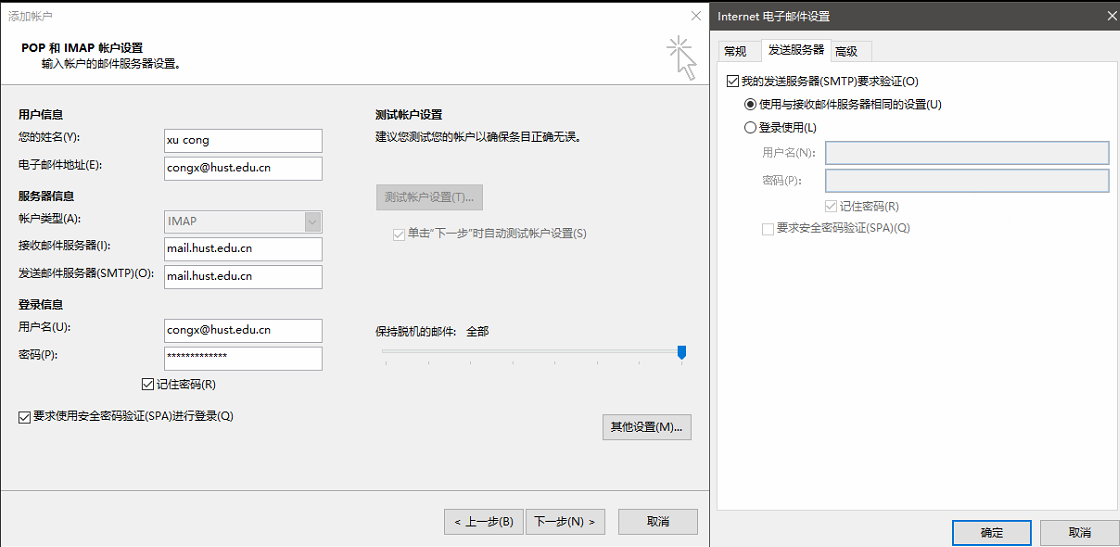 添加帐户
POP 和 IMAP 帐户设置
输入帐户的邮件服务器设置。
用户信息
您的姓名(Y):
xu cong
电子邮件地址(E):
congx@hust.edu.cn
服务器信息
帐户类型(A):
IMAP
接收邮件服务器(I):
mail.hust.edu.cn
发送邮件服务器(SMTP)(O):
mail.hust.edu.cn
登录信息
用户名(U):
congx@hust.edu.cn
密码(P):
*************
记住密码(R)
要求使用安全密码验证(SPA)进行登录(Q)
测试帐户设置
建议您测试您的帐户以确保条目正确无误。
测试帐户设置(T)...
单击"下一步"时自动测试帐户设置(S)
保持脱机的邮件: 全部
其他设置(M)...
< 上一步(B)
下一步(N) >
取消
Internet 电子邮件设置
常规
发送服务器
高级
我的发送服务器(SMTP)要求验证(O)
使用与接收邮件服务器相同的设置(U)
登录使用(L)
用户名(N):
密码(P):
记住密码(R)
要求安全密码验证(SPA)(Q)
确定
取消